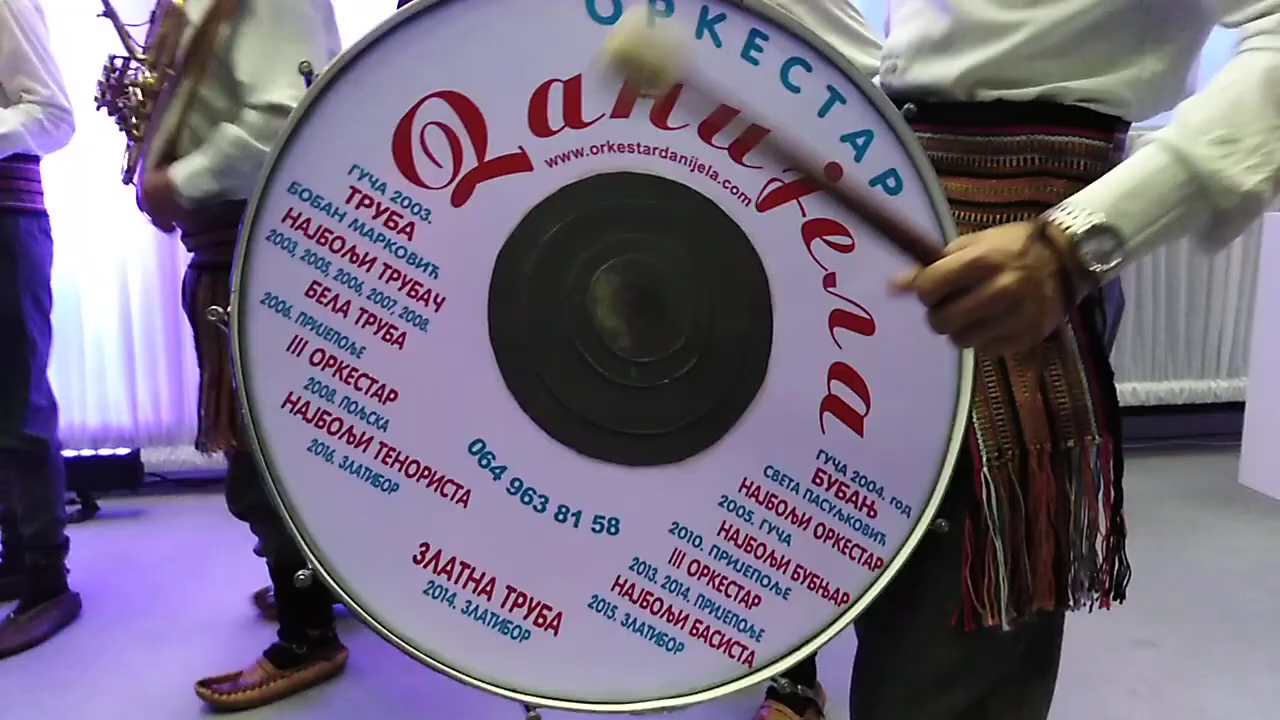 ОРКЕСТАР
Данијела
www.orkestardanijela.com
ГУЧА 2003.
ТРУБА
БОБАН МАРКОВИЋ
НАЈБОЉИ ТРУБАЧ
2003, 2005, 2006, 2007, 2008.
БЕЛА ТРУБА
2006. ПРИЈЕПОЉЕ
III ОРКЕСТАР
2008. ПОЉСКА
НАЈБОЉИ ТЕНОРИСТА
2016. ЗЛАТИБОР
064 963 81 58
ЗЛАТНА ТРУБА
2014. ЗЛАТИБОР
ГУЧА 2004. год
БУБАЊ
СВЕТА ПАСУЉКОВИЋ
НАЈБОЉИ ОРКЕСТАР
2005. ГУЧА
НАЈБОЉИ БУБЊАР
2010. ПРИЈЕПОЉЕ
III ОРКЕСТАР
2013. 2014. ПРИЈЕПОЉЕ
НАЈБОЉИ БАСИСТА
2015. ЗЛАТИБОР